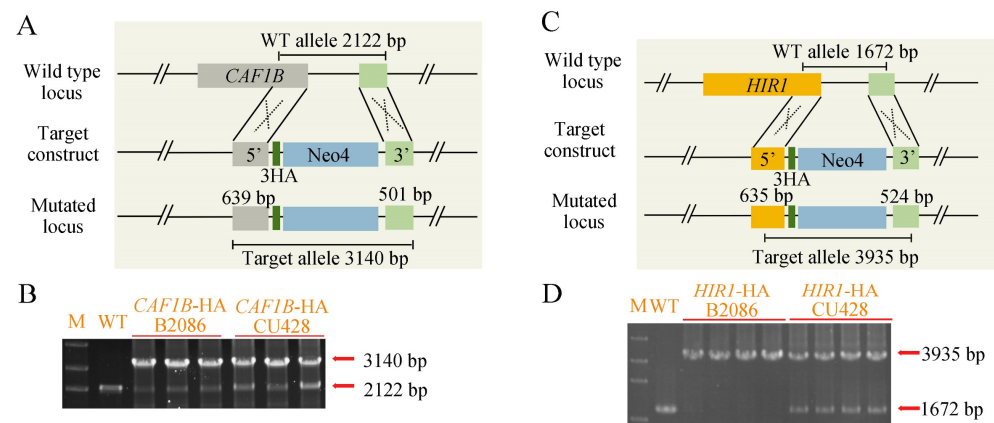 A
WT allele 2122 bp
Wild type
locus
CAF1B
Target
construct
5’
Neo4
3’
3HA
639 bp
501 bp
Mutated
locus
Target allele 3140 bp
B
M
WT
CAF1B-HA
B2086
CAF1B-HA
CU428
3140 bp
2122 bp
C
WT allele 1672 bp
Wild type
locus
HIR1
Target
construct
5’
Neo4
3’
3HA
635 bp
524 bp
Mutated
locus
Target allele 3935 bp
D
M WT
HIR1-HA
B2086
HIR1-HA
CU428
3935 bp
1672 bp